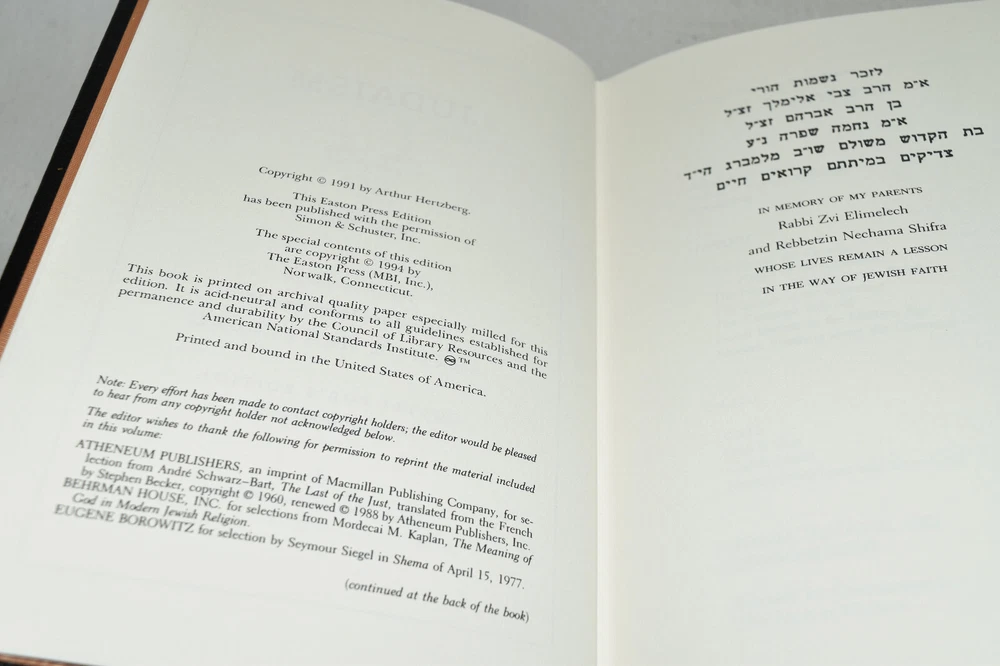 Copyright © 1991 by Arthur Hertzberg.
This Easton Press Edition
has been published with the permission of
Simon & Schuster, Inc.
The special contents of this edition
are copyright © 1994 by
The Easton Press (MBI, Inc.),
Norwalk, Connecticut.
This book is printed on archival quality paper especially milled for this
edition. It is acid-neutral and conforms to all guidelines established for
permanence and durability by the Council of Library Resources and the
American National Standards Institute. ♾™
Printed and bound in the United States of America.
Note: Every effort has been made to contact copyright holders; the editor would be pleased
to hear from any copyright holder not acknowledged below.
The editor wishes to thank the following for permission to reprint the material included
in this volume:
ATHENEUM PUBLISHERS, an imprint of Macmillan Publishing Company, for se-
lection from André Schwarz-Bart, The Last of the Just, translated from the French
by Stephen Becker, copyright © 1960, renewed © 1988 by Atheneum Publishers, Inc.
BEHRMAN HOUSE, INC. for selections from Mordecai M. Kaplan, The Meaning of
God in Modern Jewish Religion.
EUGENE BOROWITZ for selection by Seymour Siegel in Shema of April 15, 1977.
(continued at the back of the book)
לזכר נשמות הורי
א״מ הרב צבי אלימלך זצ״ל
בן הרב אברהם זצ״ל
א״מ נחמה שפרה נ״ע
בת הקדוש משולם שו״ב מלמברג הי״ד
צדיקים במיתתם קרואים חיים
IN MEMORY OF MY PARENTS
Rabbi Zvi Elimelech
and Rebbetzin Nechama Shifra
WHOSE LIVES REMAIN A LESSON
IN THE WAY OF JEWISH FAITH